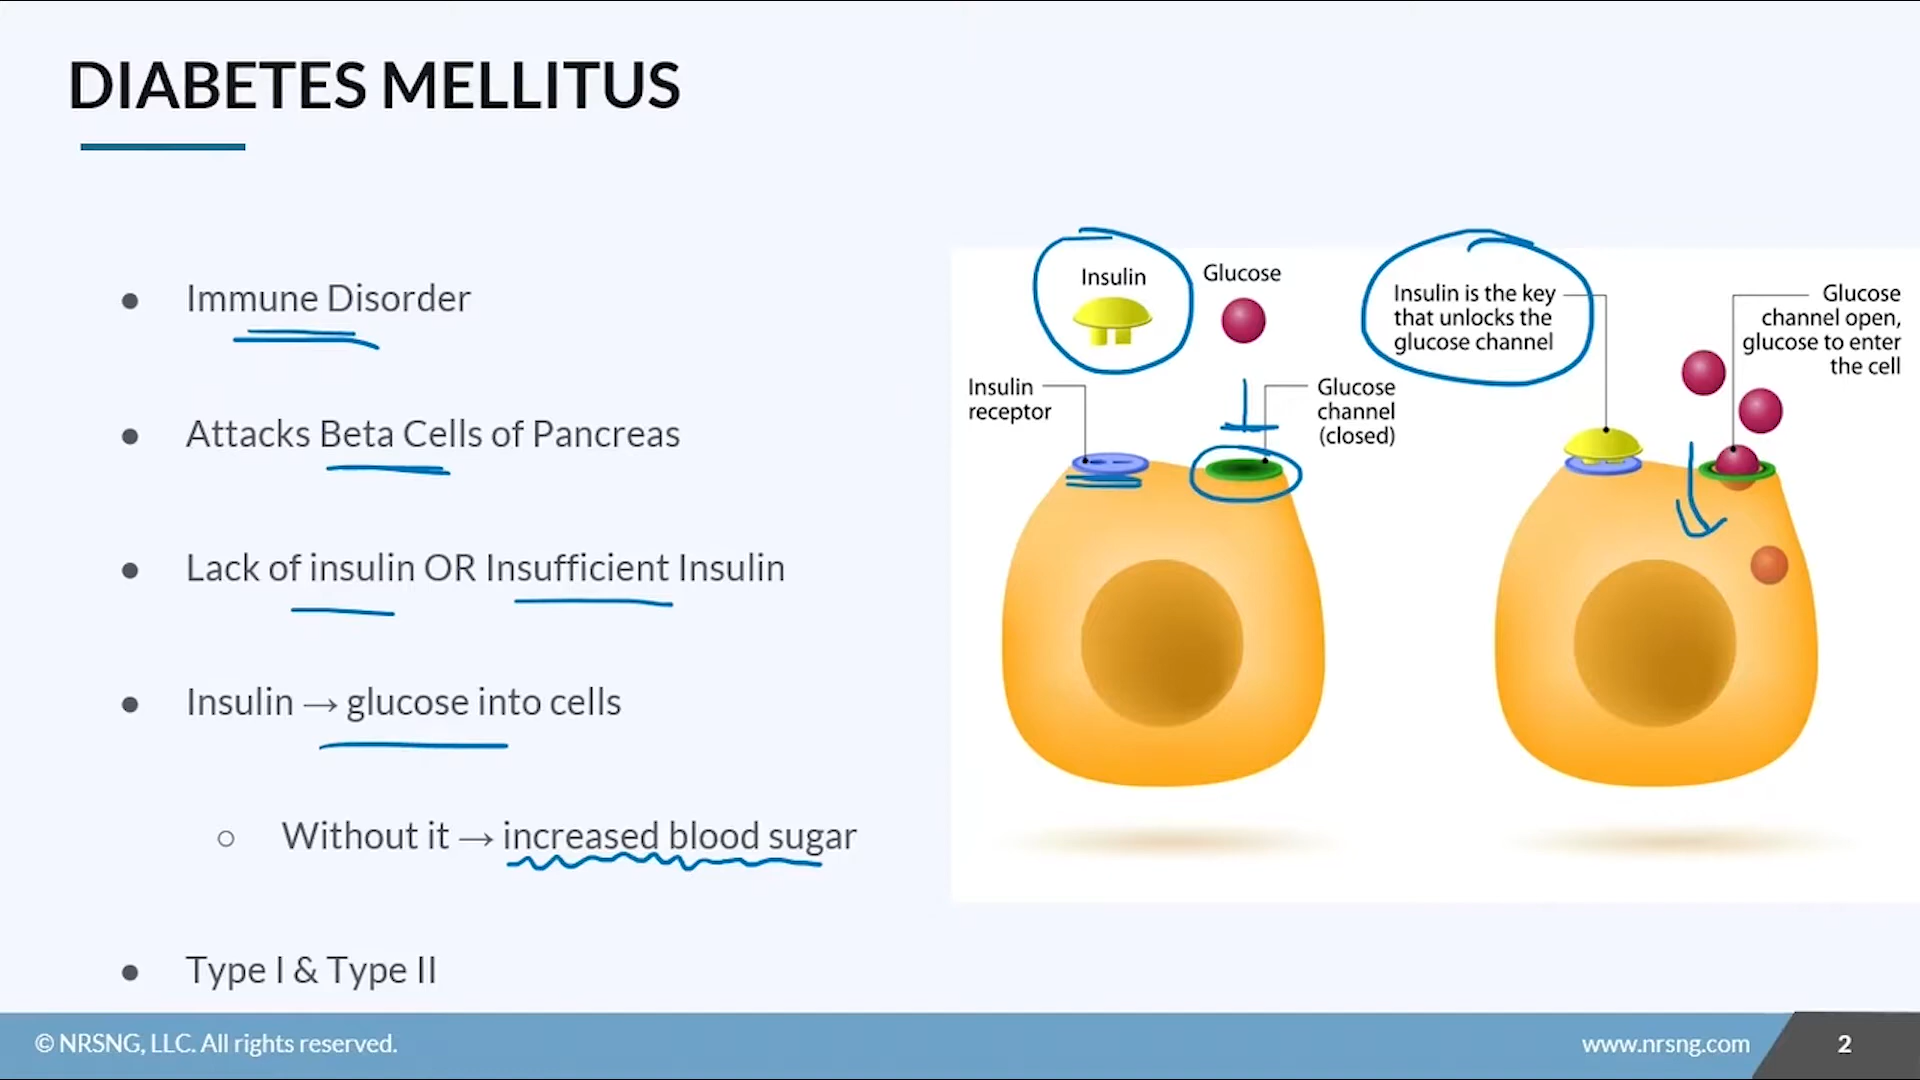 DIABETES MELLITUS
● Immune Disorder
● Attacks Beta Cells of Pancreas
● Lack of insulin OR Insufficient Insulin
● Insulin → glucose into cells
○ Without it → increased blood sugar
● Type I & Type II
Insulin
Glucose
Insulin
receptor
Glucose
channel
(closed)
Insulin is the key
that unlocks the
glucose channel
Glucose
channel open,
glucose to enter
the cell
© NRSNG, LLC. All rights reserved.
www.nrsng.com
2